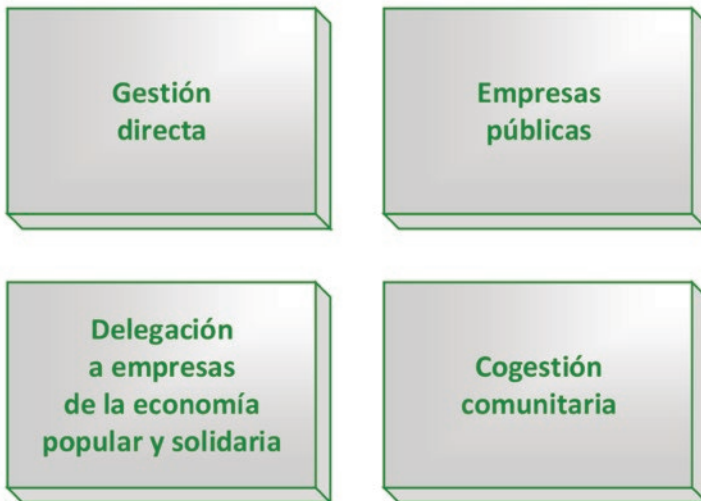 Gestión
directa
Empresas
públicas
Delegación
a empresas
de la economía
popular y solidaria
Cogestión
comunitaria